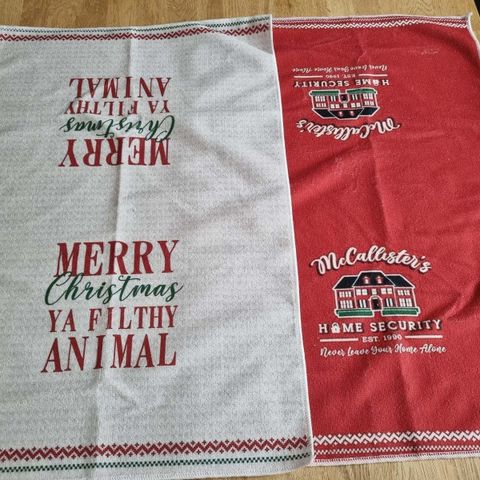 MERRY
Christmas
YA FILTHY
ANIMAL
MERRY
Christmas
YA FILTHY
ANIMAL
McCallister's
HOME SECURITY
EST. 1990
Never Leave Your Home Alone
McCallister's
HOME SECURITY
EST. 1990
Never Leave Your Home Alone